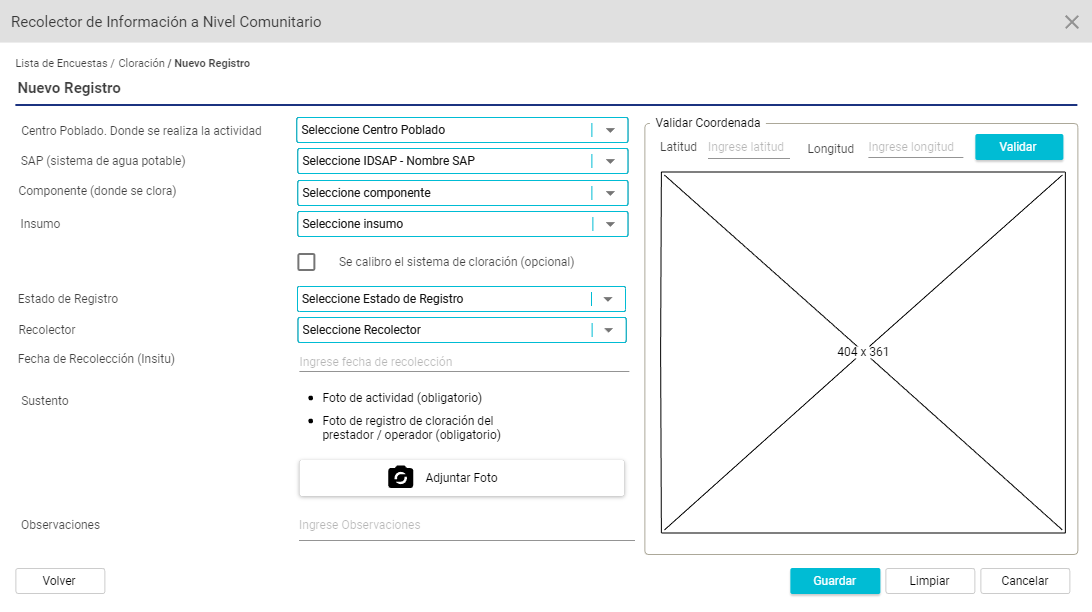 Recolector de Información a Nivel Comunitario
Lista de Encuestas / Cloración / Nuevo Registro
Nuevo Registro
Centro Poblado. Donde se realiza la actividad
Seleccione Centro Poblado
SAP (sistema de agua potable)
Seleccione IDSAP - Nombre SAP
Componente (donde se clora)
Seleccione componente
Insumo
Seleccione insumo
Se calibro el sistema de cloración (opcional)
Estado de Registro
Seleccione Estado de Registro
Recolector
Seleccione Recolector
Fecha de Recolección (Insitu)
Ingrese fecha de recolección
Sustento
• Foto de actividad (obligatorio)
• Foto de registro de cloración del
prestador / operador (obligatorio)
Adjuntar Foto
Observaciones
Ingrese Observaciones
Validar Coordenada
Latitud
Ingrese latitud
Longitud
Ingrese longitud
Validar
404 x 361
Volver
Guardar
Limpiar
Cancelar